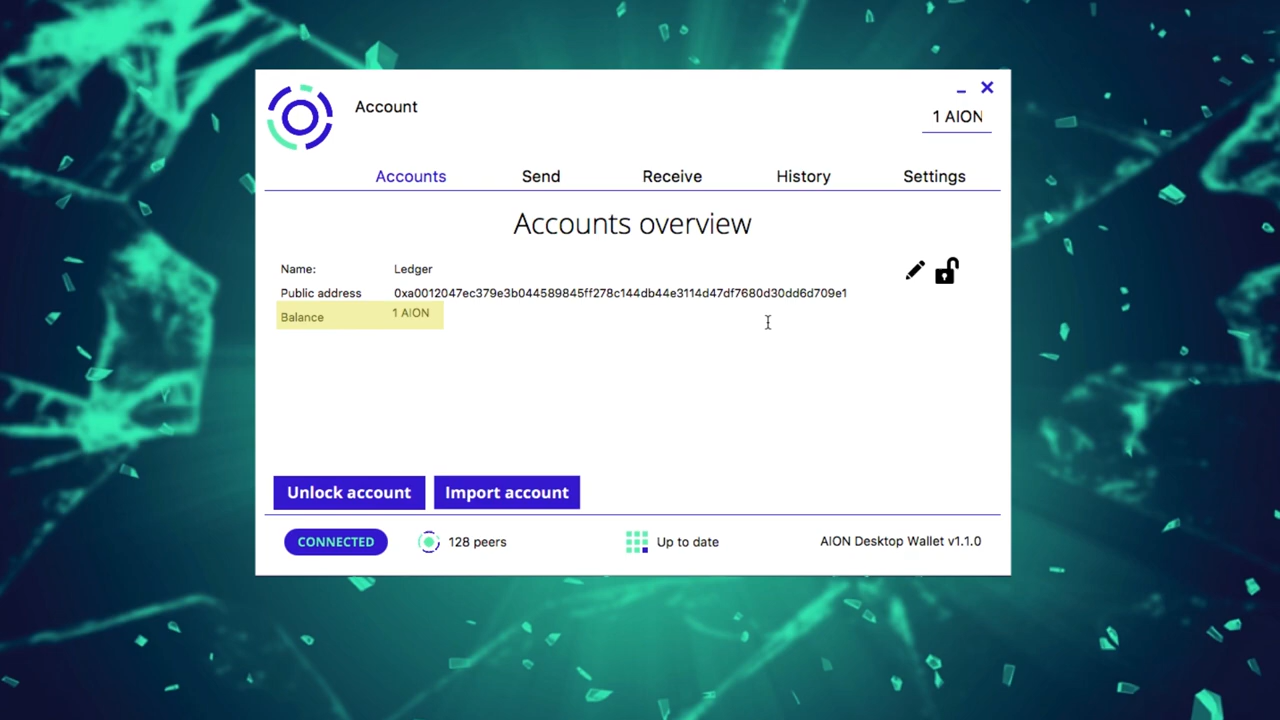 Account
1 AION
Accounts Send Receive History Settings
Accounts overview
Name: Ledger
Public address 0xa0012047ec379e3b044589845ff278c144db44e3114d47df7680d30dd6d709e1
Balance 1 AION
Unlock account Import account
CONNECTED 128 peers Up to date AION Desktop Wallet v1.1.0